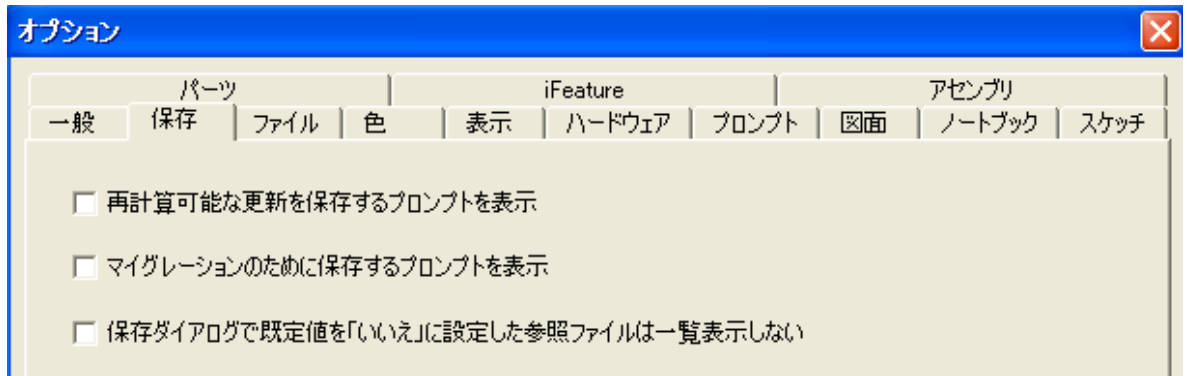 オプション
パーツ iFeature アセンブリ
一般 保存 ファイル 色 表示 ハードウェア プロンプト 図面 ノートブック スケッチ
再計算可能な更新を保存するプロンプトを表示
マイグレーションのために保存するプロンプトを表示
保存ダイアログで既定値を「いいえ」に設定した参照ファイルは一覧表示しない